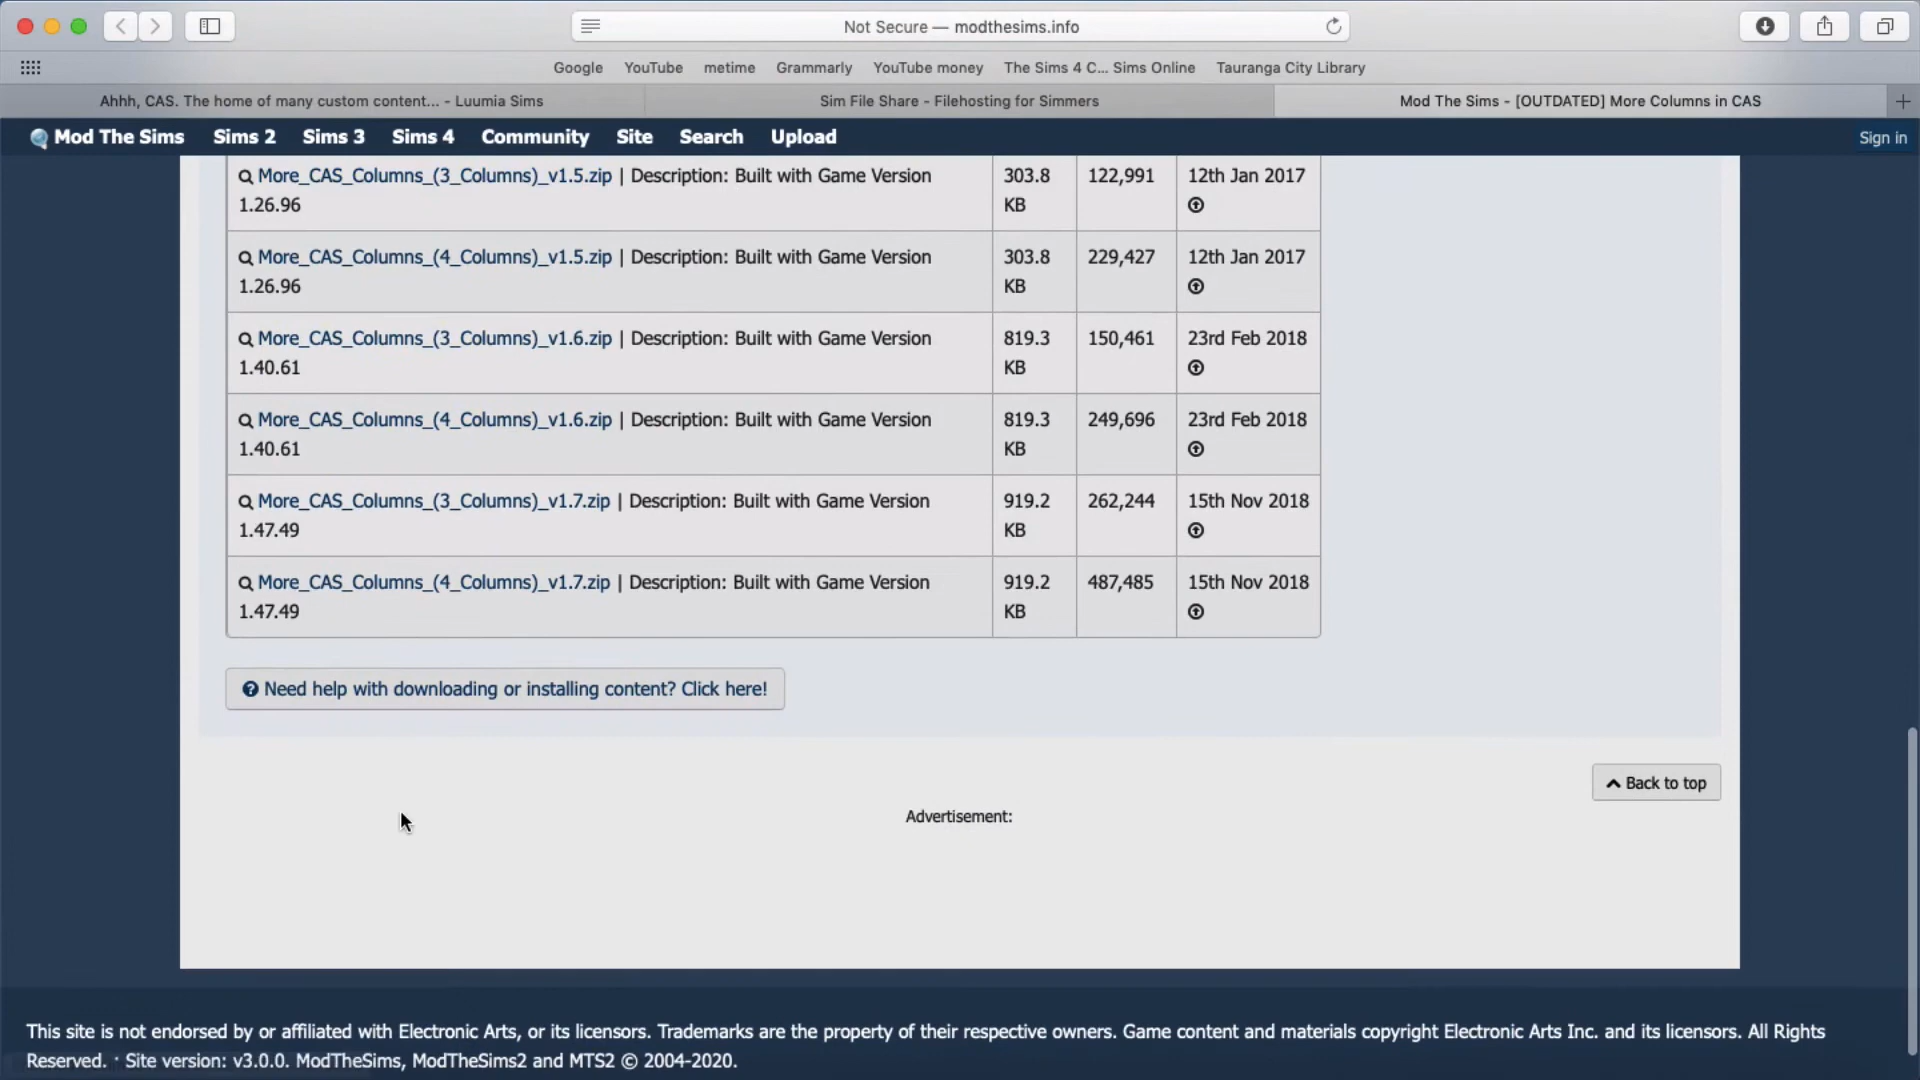 Not Secure — modthesims.info
Google YouTube metime Grammarly YouTube money The Sims 4 C... Sims Online Tauranga City Library
Ahhh, CAS. The home of many custom content... - Luumia Sims
Sim File Share - Filehosting for Simmers
Mod The Sims - [OUTDATED] More Columns in CAS
Mod The Sims Sims 2 Sims 3 Sims 4 Community Site Search Upload Sign in
More_CAS_Columns_(3_Columns)_v1.5.zip | Description: Built with Game Version
1.26.96
303.8
KB
122,991
12th Jan 2017
More_CAS_Columns_(4_Columns)_v1.5.zip | Description: Built with Game Version
1.26.96
303.8
KB
229,427
12th Jan 2017
More_CAS_Columns_(3_Columns)_v1.6.zip | Description: Built with Game Version
1.40.61
819.3
KB
150,461
23rd Feb 2018
More_CAS_Columns_(4_Columns)_v1.6.zip | Description: Built with Game Version
1.40.61
819.3
KB
249,696
23rd Feb 2018
More_CAS_Columns_(3_Columns)_v1.7.zip | Description: Built with Game Version
1.47.49
919.2
KB
262,244
15th Nov 2018
More_CAS_Columns_(4_Columns)_v1.7.zip | Description: Built with Game Version
1.47.49
919.2
KB
487,485
15th Nov 2018
Need help with downloading or installing content? Click here!
Back to top
Advertisement:
This site is not endorsed by or affiliated with Electronic Arts, or its licensors. Trademarks are the property of their respective owners. Game content and materials copyright Electronic Arts Inc. and its licensors. All Rights
Reserved. · Site version: v3.0.0. ModTheSims, ModTheSims2 and MTS2 © 2004-2020.